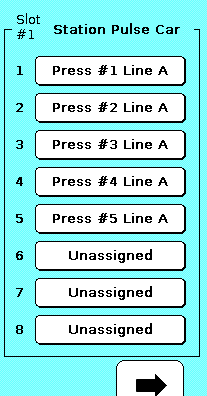 Slot
#1
Station Pulse Car
1 Press #1 Line A
2 Press #2 Line A
3 Press #3 Line A
4 Press #4 Line A
5 Press #5 Line A
6 Unassigned
7 Unassigned
8 Unassigned